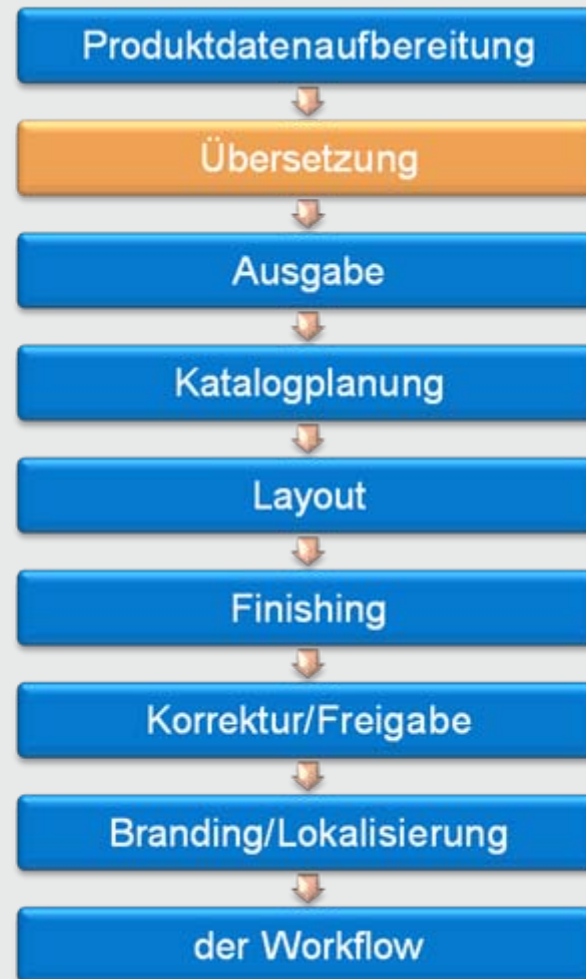 Produktdatenaufbereitung
Übersetzung
Ausgabe
Katalogplanung
Layout
Finishing
Korrektur/Freigabe
Branding/Lokalisierung
der Workflow